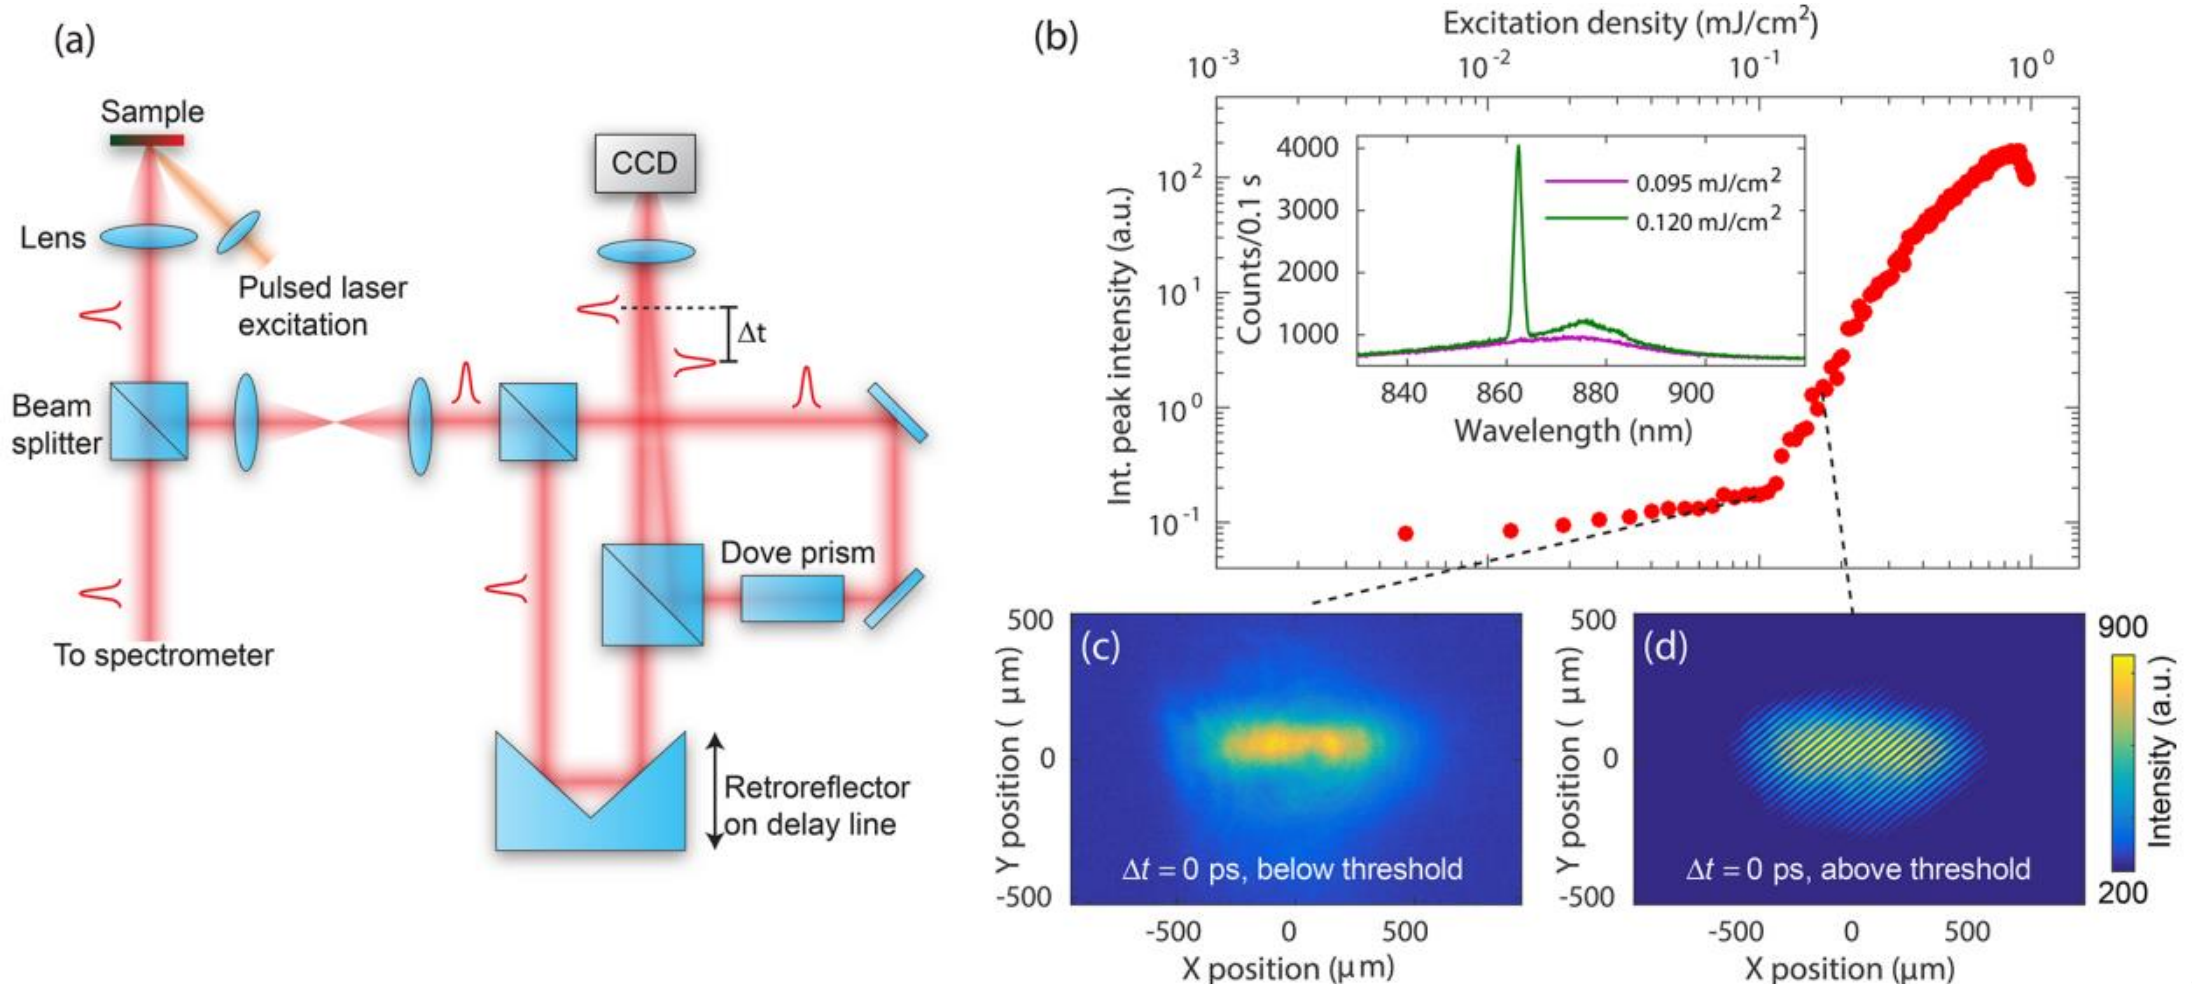 (a)
Sample
CCD
Lens
Pulsed laser
excitation
Δt
Beam
splitter
Dove prism
To spectrometer
Retroreflector
on delay line
(b)
Excitation density (mJ/cm²)
10⁻³ 10⁻² 10⁻¹ 10⁰
Int. peak intensity (a.u.)
10²
10¹
10⁰
10⁻¹
Counts/0.1 s
4000
3000
2000
1000
0.095 mJ/cm²
0.120 mJ/cm²
840 860 880 900
Wavelength (nm)
(c)
Y position ( μm)
500
0
-500
Δt = 0 ps, below threshold
-500 0 500
X position (μm)
(d)
Y position ( μm)
500
0
-500
Δt = 0 ps, above threshold
-500 0 500
X position (μm)
900
200
Intensity (a.u.)